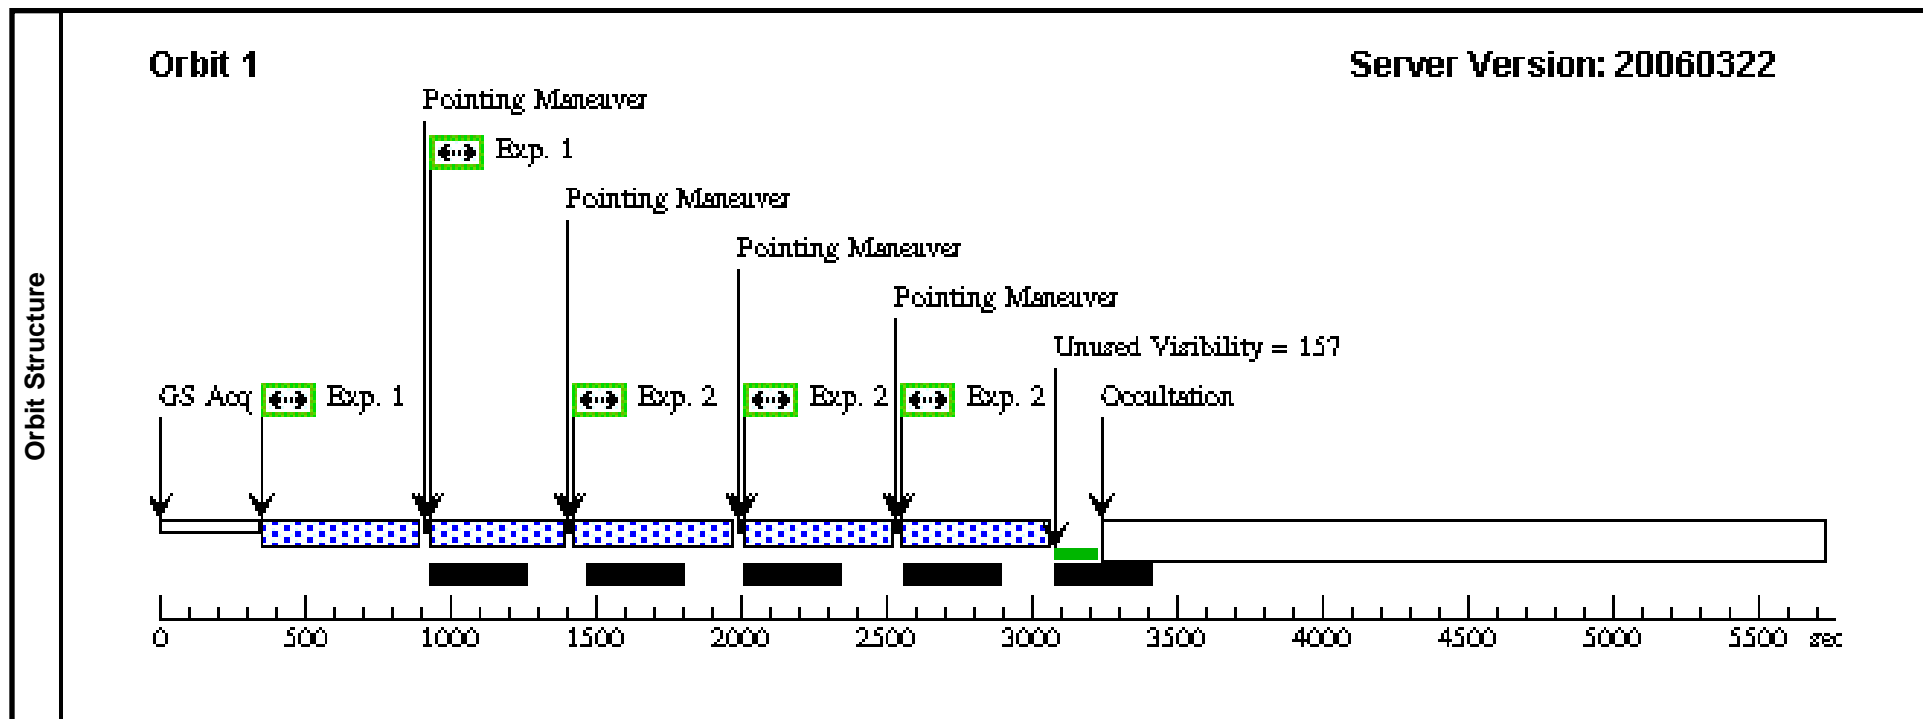 Orbit Structure
Orbit 1
Server Version: 20060322
Pointing Maneuver
Exp. 1
Pointing Maneuver
Pointing Maneuver
Pointing Maneuver
Unused Visibility = 157
GS Acq
Exp. 1
Exp. 2
Exp. 2
Exp. 2
Occultation
0 500 1000 1500 2000 2500 3000 3500 4000 4500 5000 5500 sec